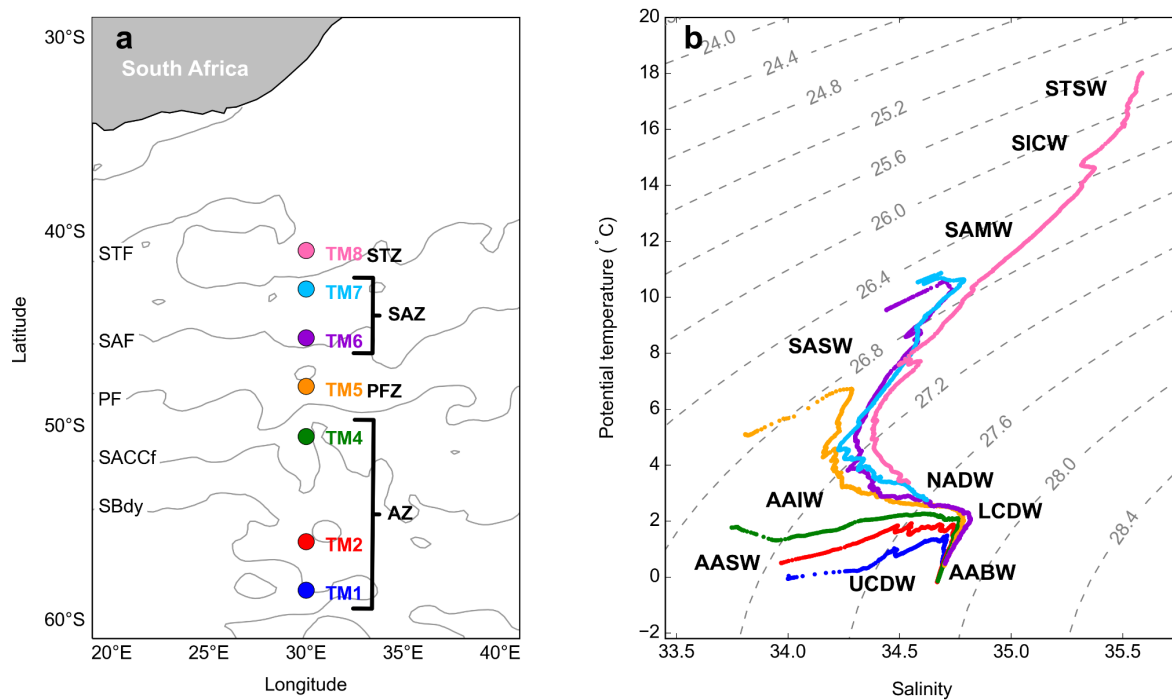 a
South Africa
30°S
40°S
50°S
60°S
Latitude
STF
SAF
PF
SACCf
SBdy
TM8 STZ
TM7
SAZ
TM6
TM5 PFZ
TM4
AZ
TM2
TM1
20°E 25°E 30°E 35°E 40°E
Longitude
b
20
18
16
14
12
10
8
6
4
2
0
−2
Potential temperature (°C)
24.0
24.4
24.8
25.2
25.6
26.0
26.4
26.8
27.2
27.6
28.0
28.4
STSW
SICW
SAMW
SASW
NADW
AAIW
LCDW
AASW
UCDW
AABW
33.5 34.0 34.5 35.0 35.5
Salinity